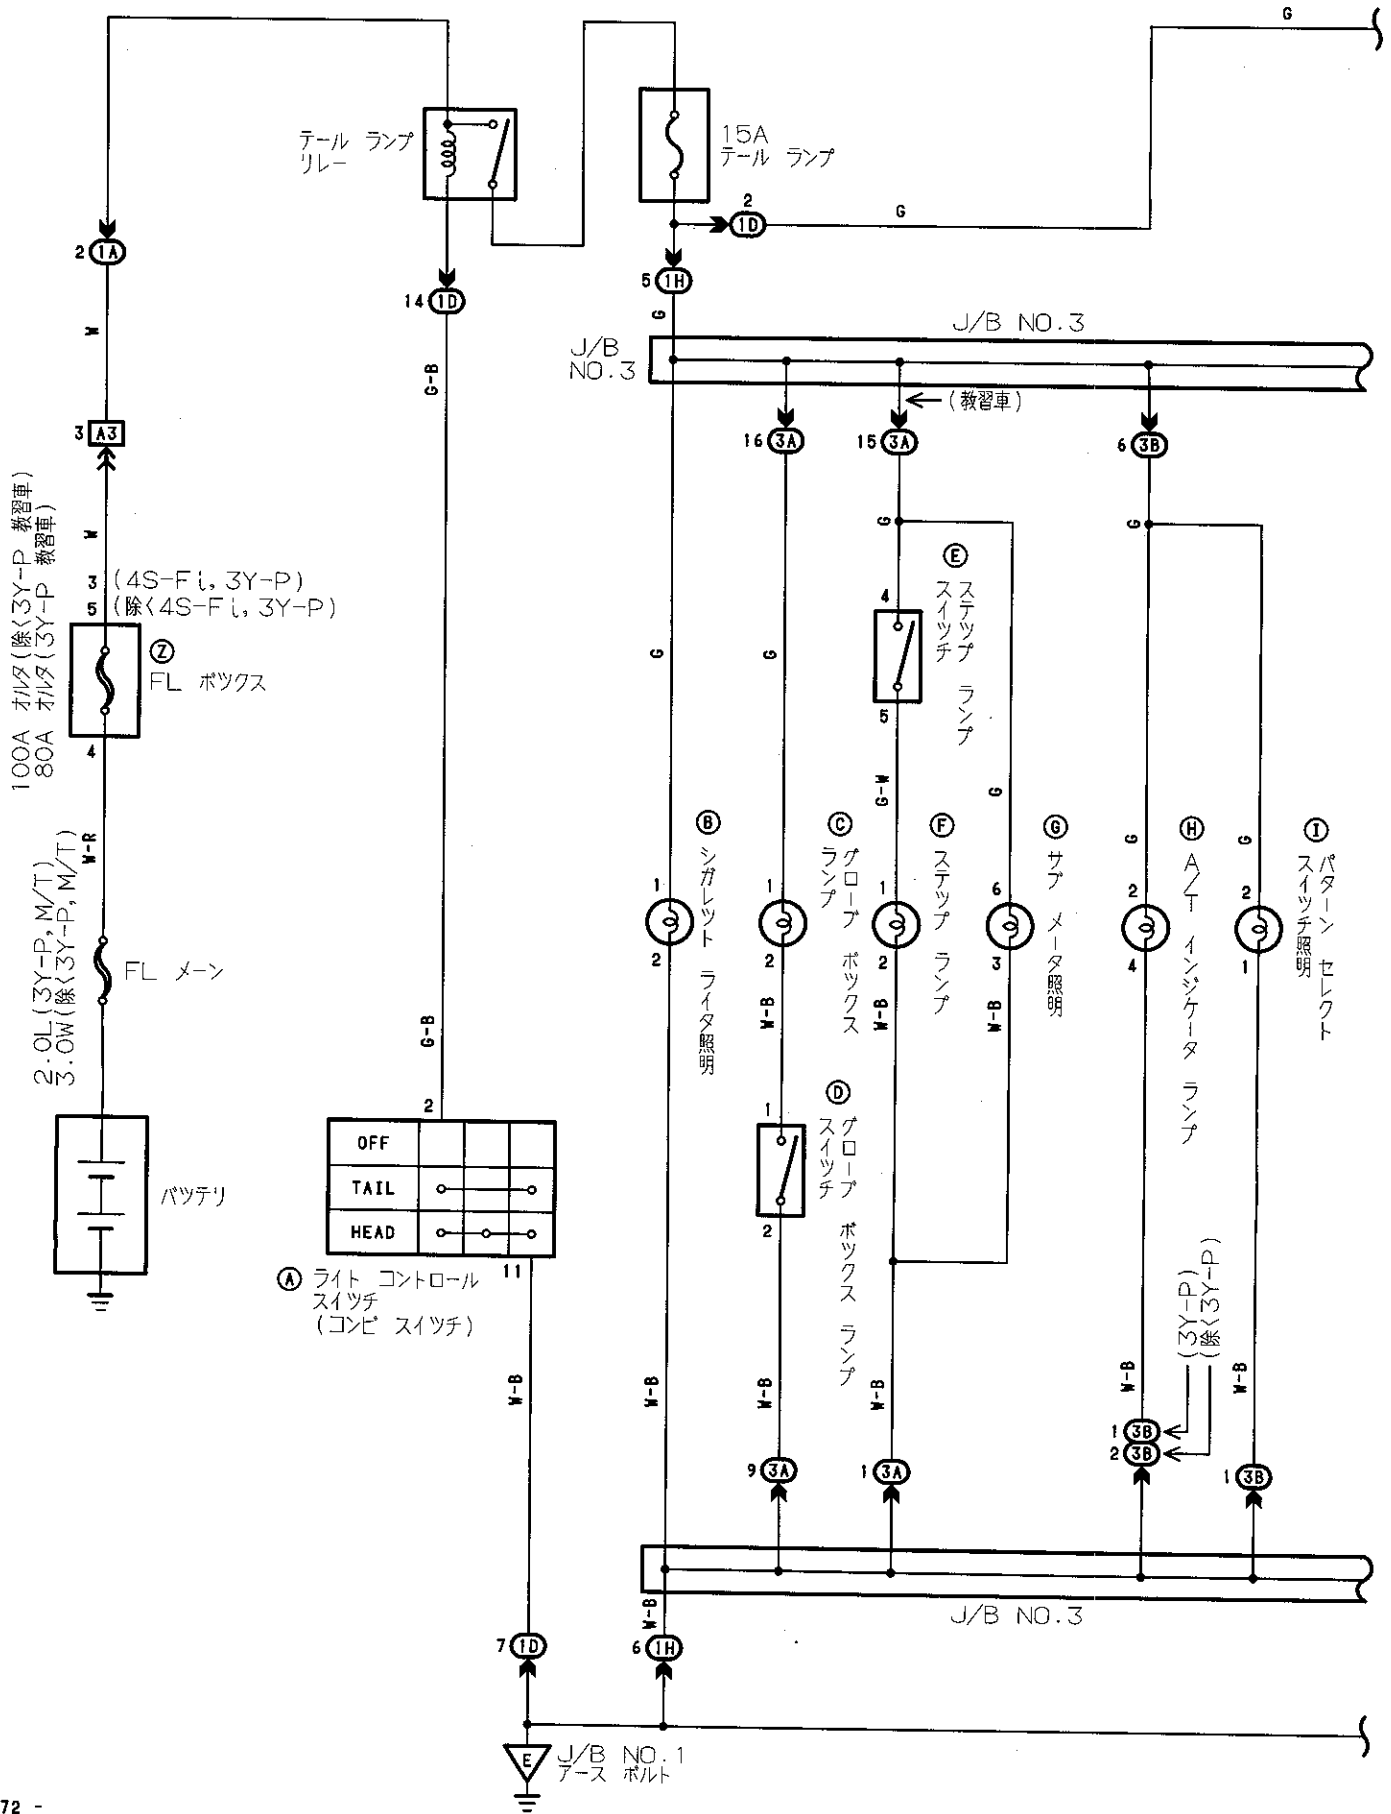 G
テール ランプ
リレー
15A
テール ランプ
2
1D
G
2 1A
5 1H
14 1D
G
W
J/B NO.3
J/B
NO.3
G-B
(教習車)
3 A3
16 3A
15 3A
6 3B
100A オルタ(除く3Y-P 教習車)
80A オルタ(3Y-P 教習車)
W
G
G
3 (4S-Fi, 3Y-P)
5 (除く4S-Fi, 3Y-P)
E
ステップ ランプ
スイッチ
4
5
Z
FL ボックス
4
G
G
G-W
G
G
G
W-R
2.0L(3Y-P, M/T)
3.0W(除く3Y-P, M/T)
FL メーン
B
シガレット ライタ照明
1
2
C
グローブ ボックス
ランプ
1
2
F
ステップ ランプ
1
2
G
サブ メータ照明
6
3
H
A/T インジケータ ランプ
2
4
I
パターン セレクト
スイッチ照明
2
1
W-B
W-B
W-B
G-B
バッテリ
2
OFF
TAIL
HEAD
11
A ライト コントロール
スイッチ
(コンビ スイッチ)
D
グローブ ボックス ランプ
スイッチ
1
2
(3Y-P)
(除く3Y-P)
W-B
W-B
W-B
W-B
W-B
W-B
1 3B
2 3B
9 3A
1 3A
1 3B
W-B
J/B NO.3
7 1D
6 1H
E
J/B NO.1
アース ボルト
72 -